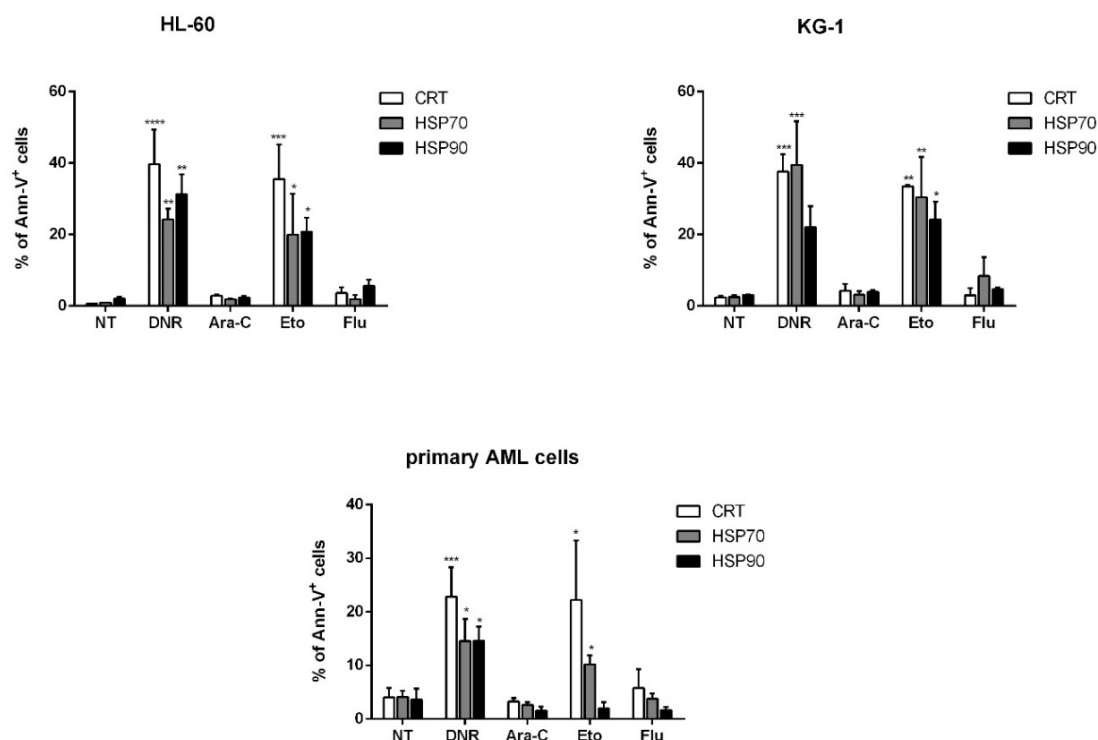 HL-60
% of Ann-V+ cells
60
40
20
0
**** ** ** *** * *
NT DNR Ara-C Eto Flu
CRT
HSP70
HSP90
KG-1
% of Ann-V+ cells
60
40
20
0
*** *** ** ** *
NT DNR Ara-C Eto Flu
CRT
HSP70
HSP90
primary AML cells
% of Ann-V+ cells
40
30
20
10
0
*** * * * *
NT DNR Ara-C Eto Flu
CRT
HSP70
HSP90